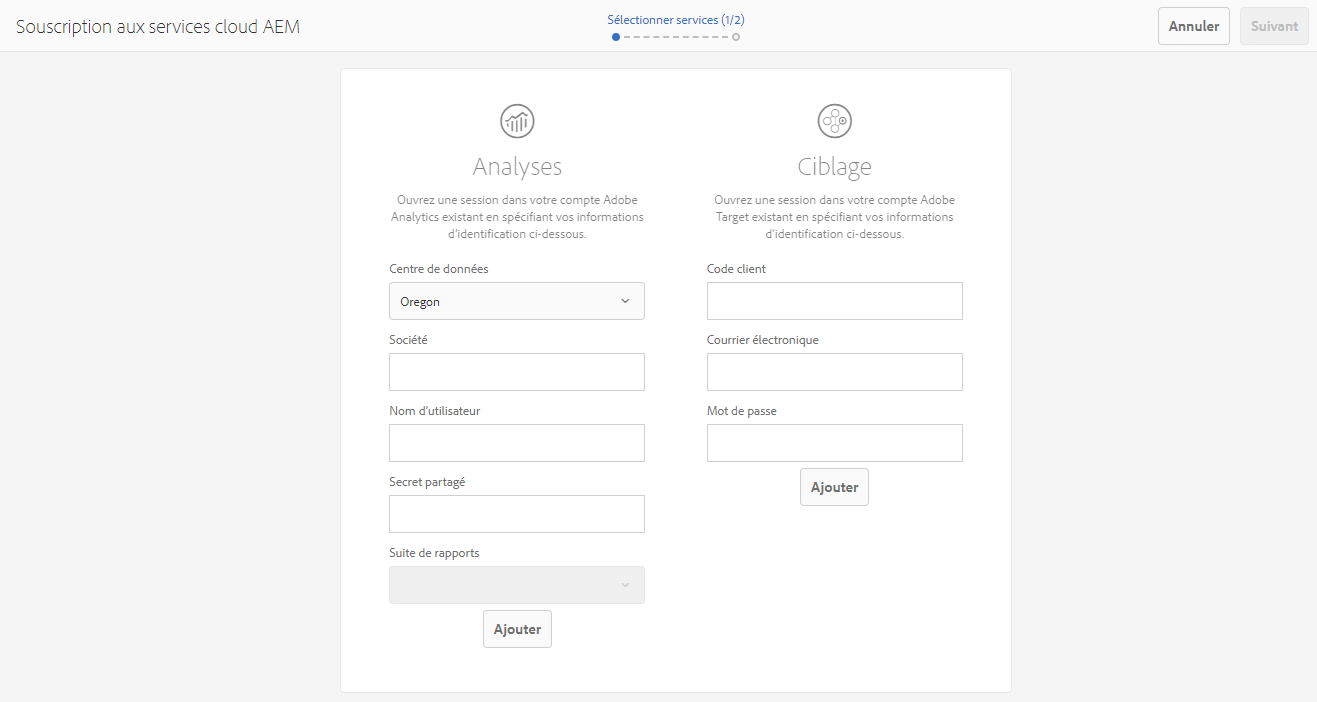 Souscription aux services cloud AEM
Sélectionner services (1/2)
Annuler
Suivant
Analyses
Ouvrez une session dans votre compte Adobe
Analytics existant en spécifiant vos informations
d'identification ci-dessous.
Centre de données
Oregon
Société
Nom d'utilisateur
Secret partagé
Suite de rapports
Ajouter
Ciblage
Ouvrez une session dans votre compte Adobe
Target existant en spécifiant vos informations
d'identification ci-dessous.
Code client
Courrier électronique
Mot de passe
Ajouter